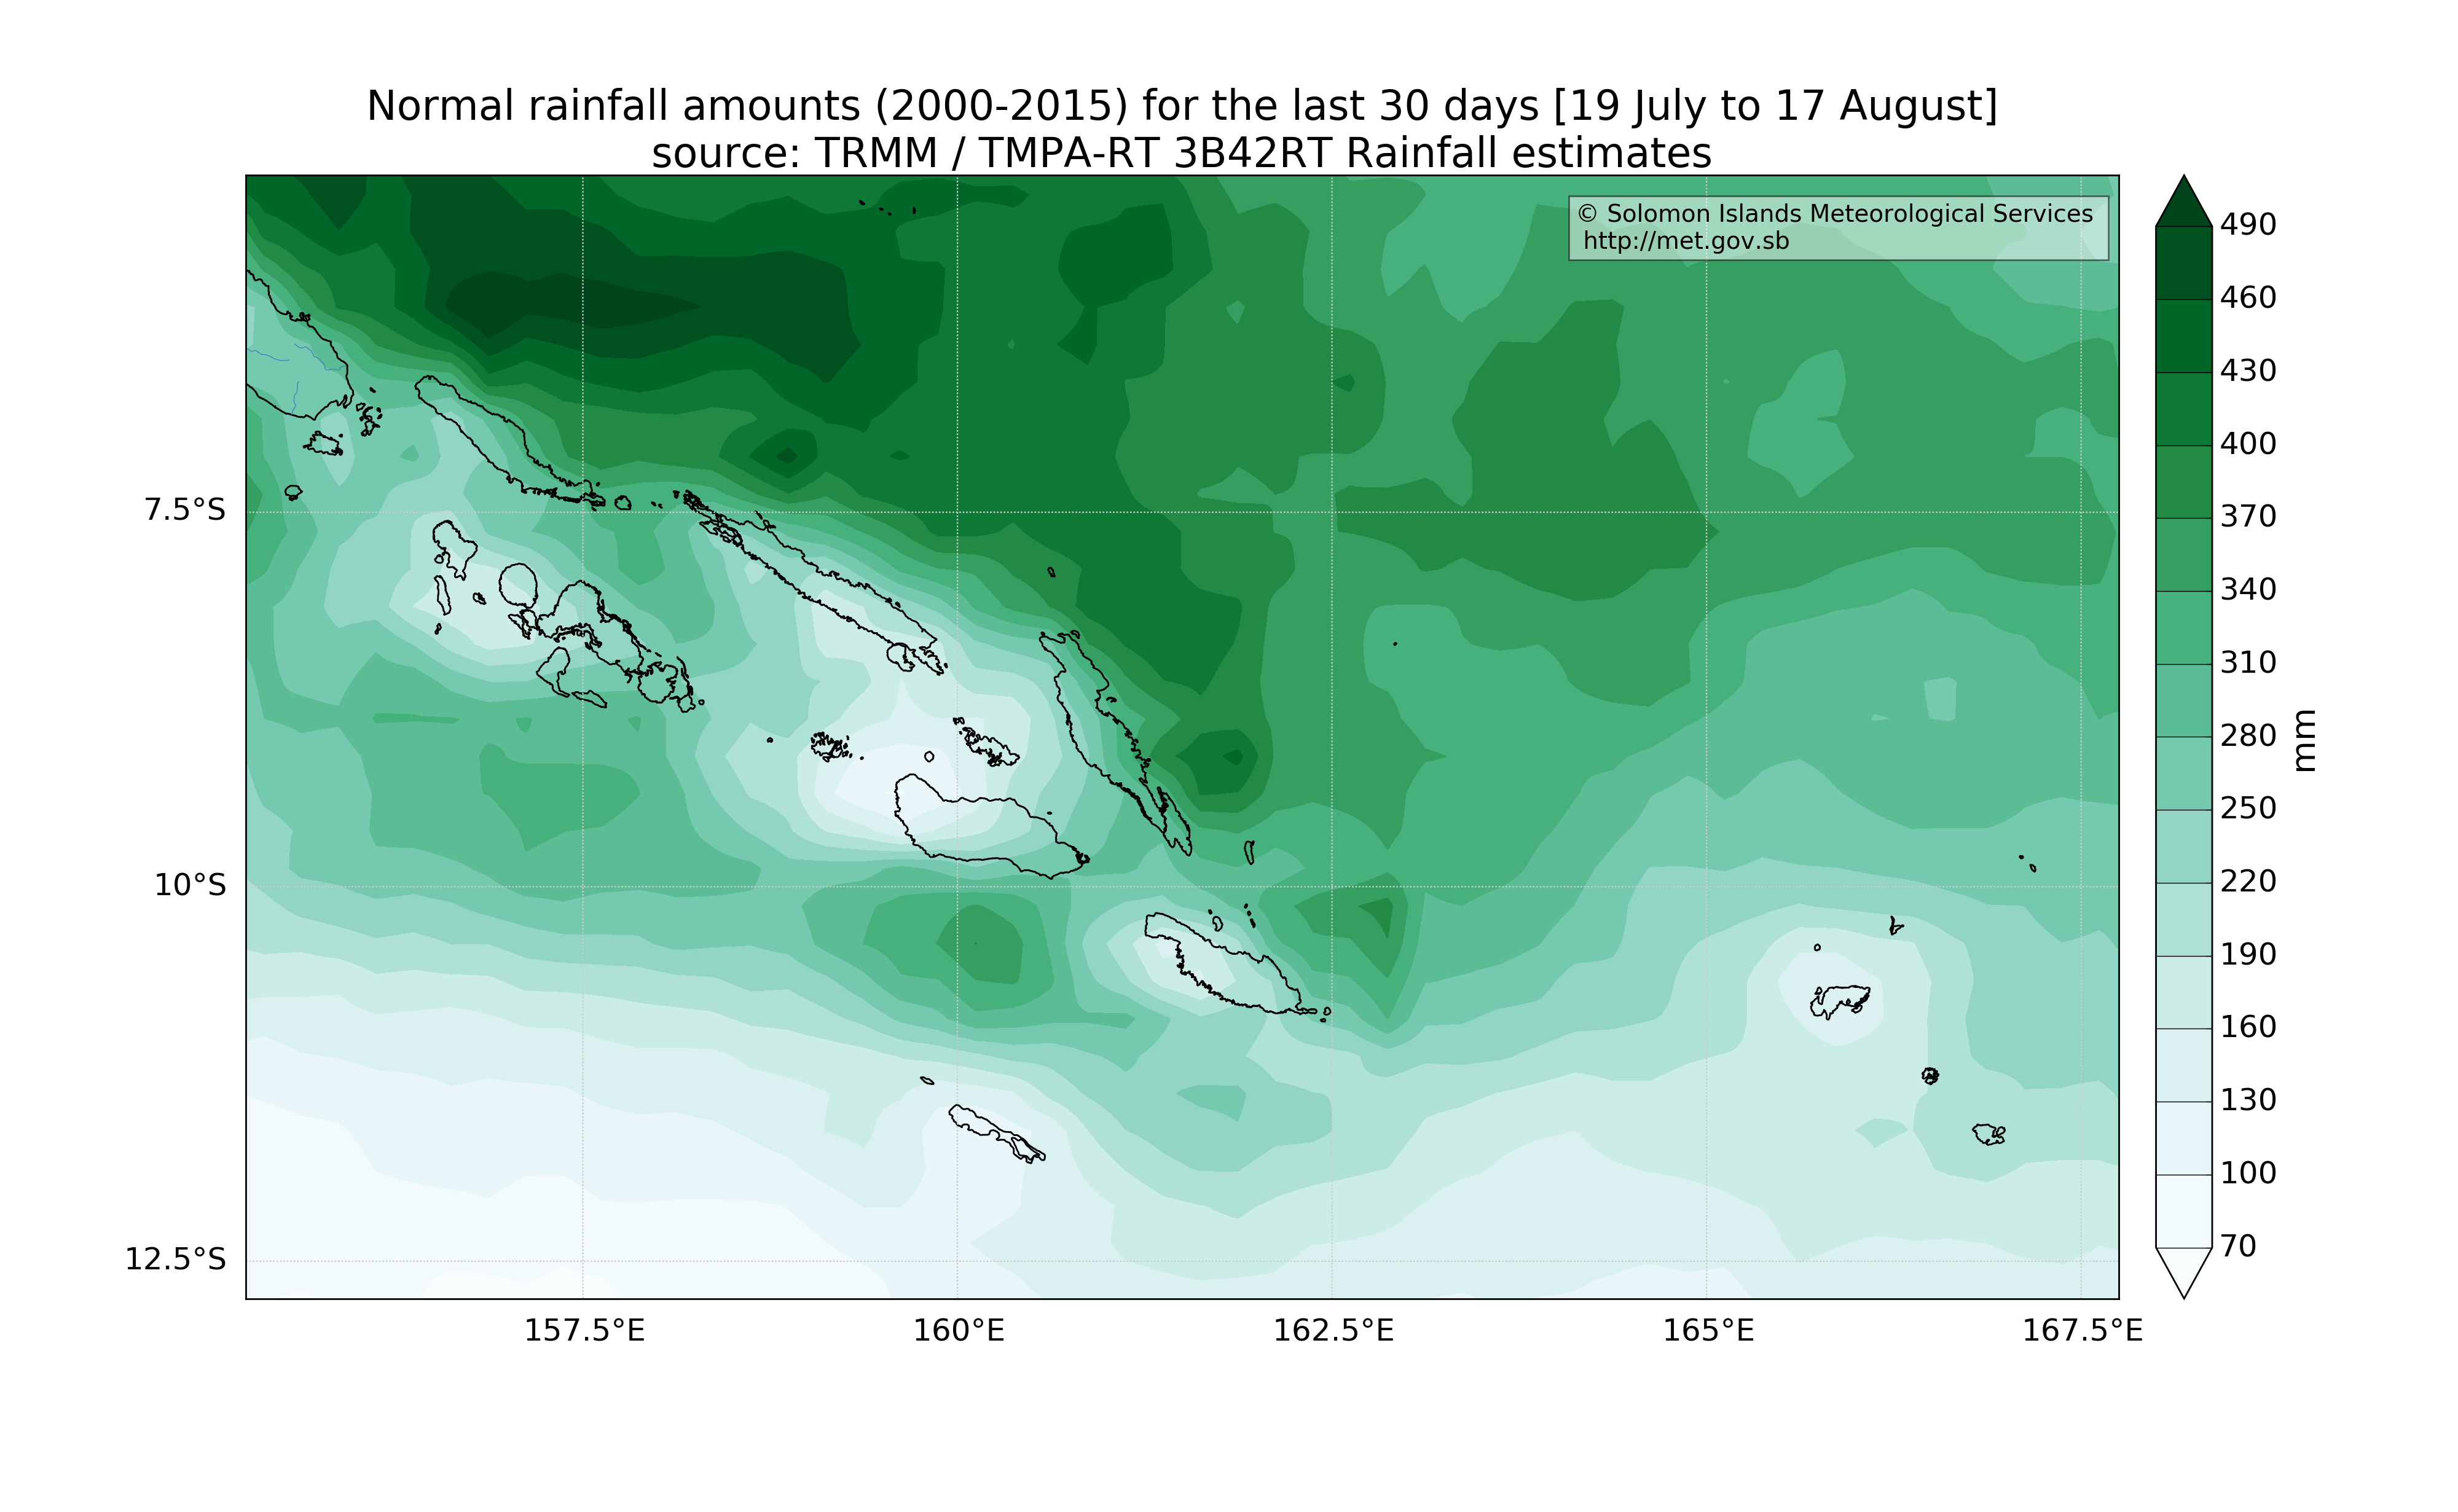 Normal rainfall amounts (2000-2015) for the last 30 days [19 July to 17 August]
source: TRMM / TMPA-RT 3B42RT Rainfall estimates
© Solomon Islands Meteorological Services
http://met.gov.sb
7.5°S
10°S
12.5°S
157.5°E
160°E
162.5°E
165°E
167.5°E
490
460
430
400
370
340
310
280
250
220
190
160
130
100
70
mm